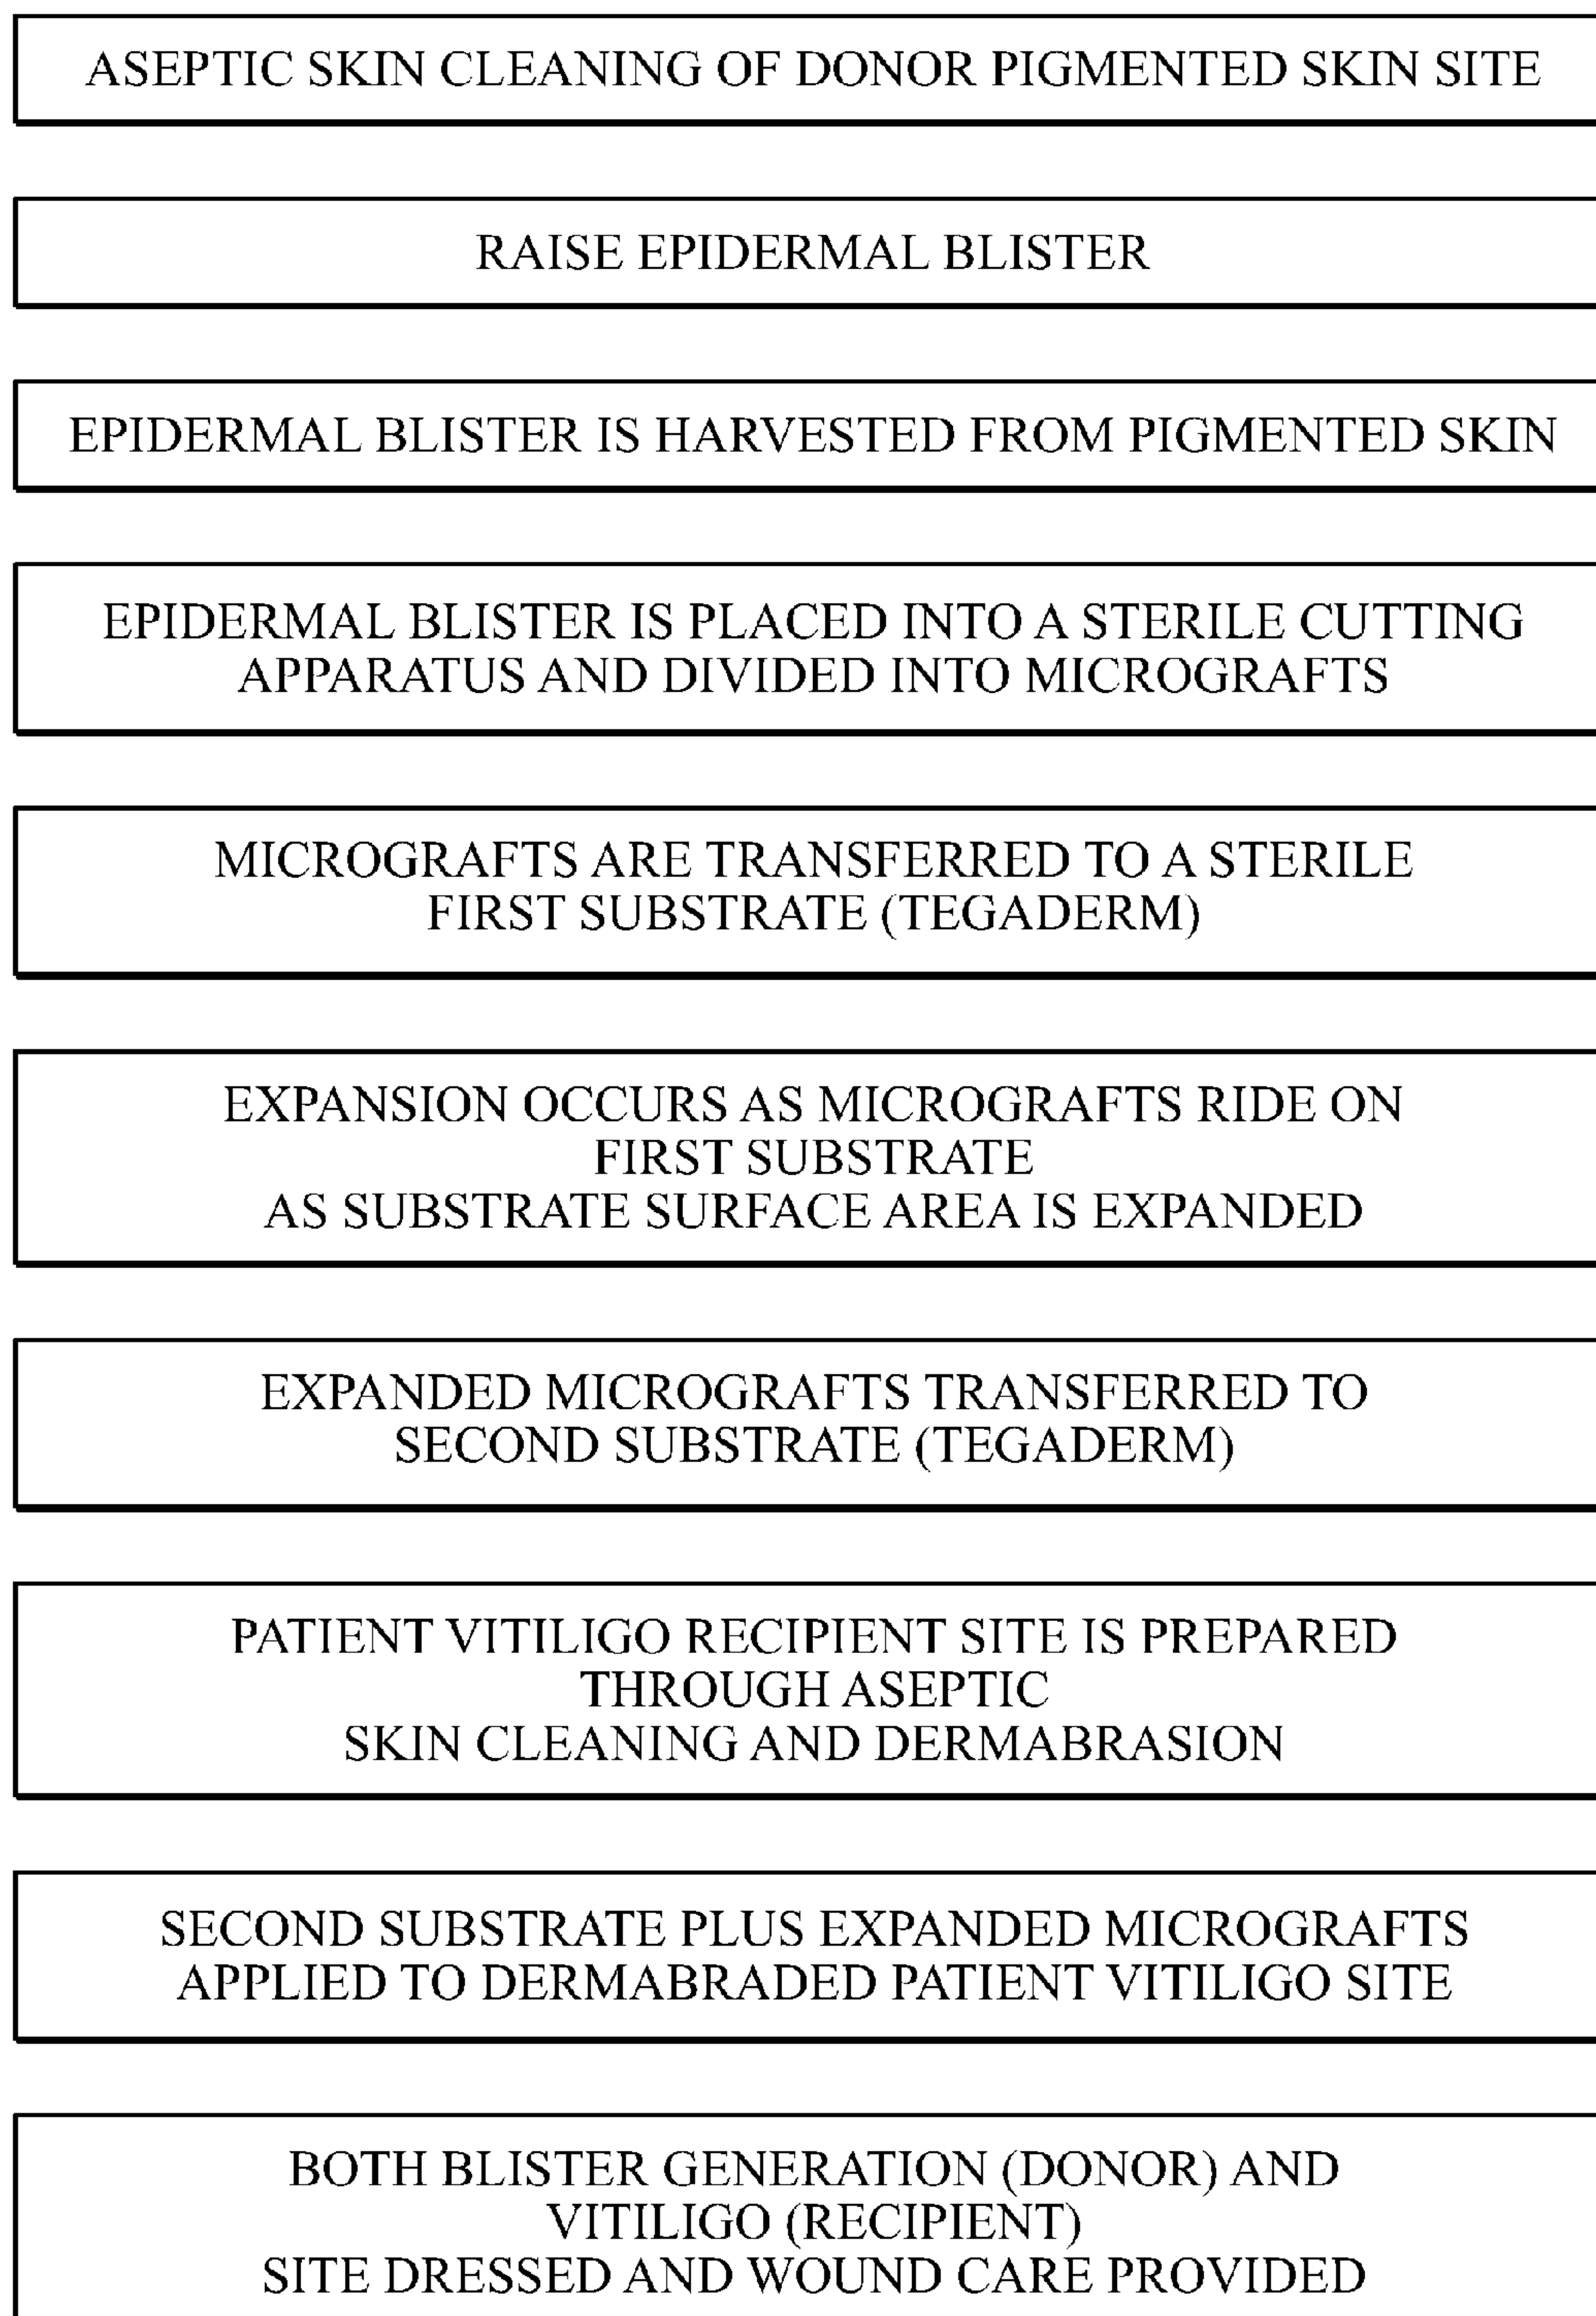 ASEPTIC SKIN CLEANING OF DONOR PIGMENTED SKIN SITE
RAISE EPIDERMAL BLISTER
EPIDERMAL BLISTER IS HARVESTED FROM PIGMENTED SKIN
EPIDERMAL BLISTER IS PLACED INTO A STERILE CUTTING
APPARATUS AND DIVIDED INTO MICROGRAFTS
MICROGRAFTS ARE TRANSFERRED TO A STERILE
FIRST SUBSTRATE (TEGADERM)
EXPANSION OCCURS AS MICROGRAFTS RIDE ON
FIRST SUBSTRATE
AS SUBSTRATE SURFACE AREA IS EXPANDED
EXPANDED MICROGRAFTS TRANSFERRED TO
SECOND SUBSTRATE (TEGADERM)
PATIENT VITILIGO RECIPIENT SITE IS PREPARED
THROUGH ASEPTIC
SKIN CLEANING AND DERMABRASION
SECOND SUBSTRATE PLUS EXPANDED MICROGRAFTS
APPLIED TO DERMABRADED PATIENT VITILIGO SITE
BOTH BLISTER GENERATION (DONOR) AND
VITILIGO (RECIPIENT)
SITE DRESSED AND WOUND CARE PROVIDED